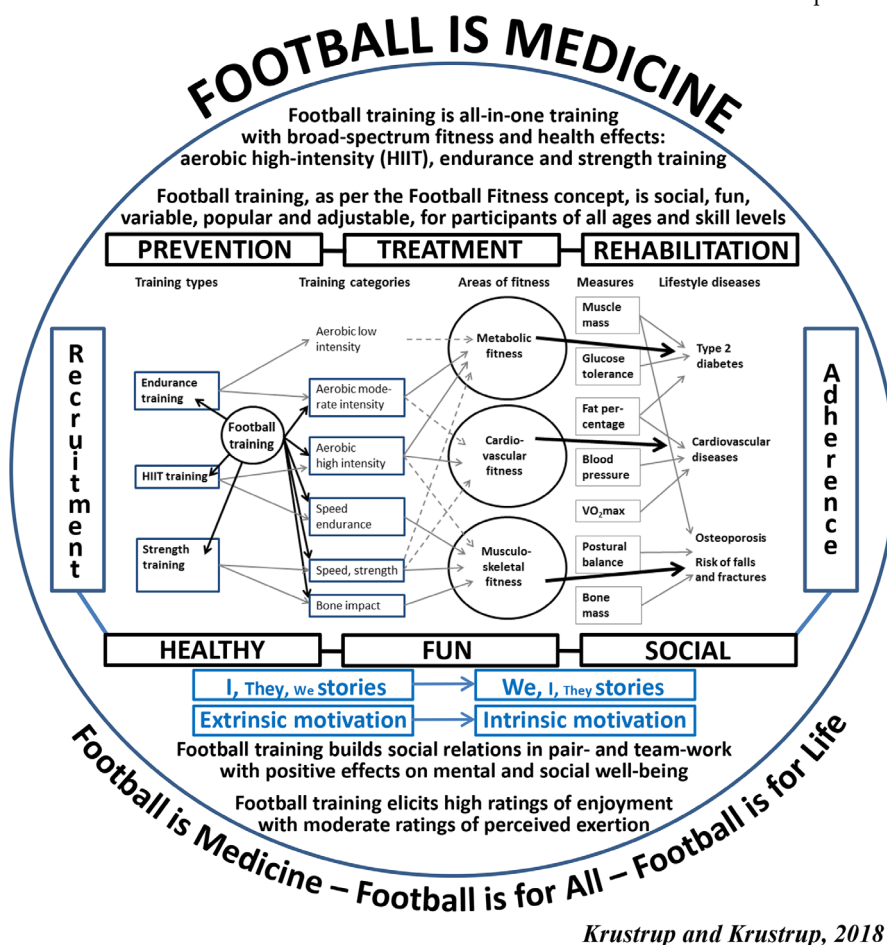 FOOTBALL IS MEDICINE
Football training is all-in-one training
with broad-spectrum fitness and health effects:
aerobic high-intensity (HIIT), endurance and strength training
Football training, as per the Football Fitness concept, is social, fun,
variable, popular and adjustable, for participants of all ages and skill levels
PREVENTION
TREATMENT
REHABILITATION
Training types
Training categories
Areas of fitness
Measures
Lifestyle diseases
Recruitment
Endurance
training
HIIT training
Strength
training
Football
training
Aerobic low
intensity
Aerobic mode-
rate intensity
Aerobic
high intensity
Speed
endurance
Speed, strength
Bone impact
Metabolic
fitness
Cardio-
vascular
fitness
Musculo-
skeletal
fitness
Muscle
mass
Glucose
tolerance
Fat per-
centage
Blood
pressure
VO₂max
Postural
balance
Bone
mass
Type 2
diabetes
Cardiovascular
diseases
Osteoporosis
Risk of falls
and fractures
Adherence
HEALTHY
FUN
SOCIAL
I, They, We stories
We, I, They stories
Extrinsic motivation
Intrinsic motivation
Football training builds social relations in pair- and team-work
with positive effects on mental and social well-being
Football training elicits high ratings of enjoyment
with moderate ratings of perceived exertion
Football is Medicine – Football is for All – Football is for Life
Krustrup and Krustrup, 2018